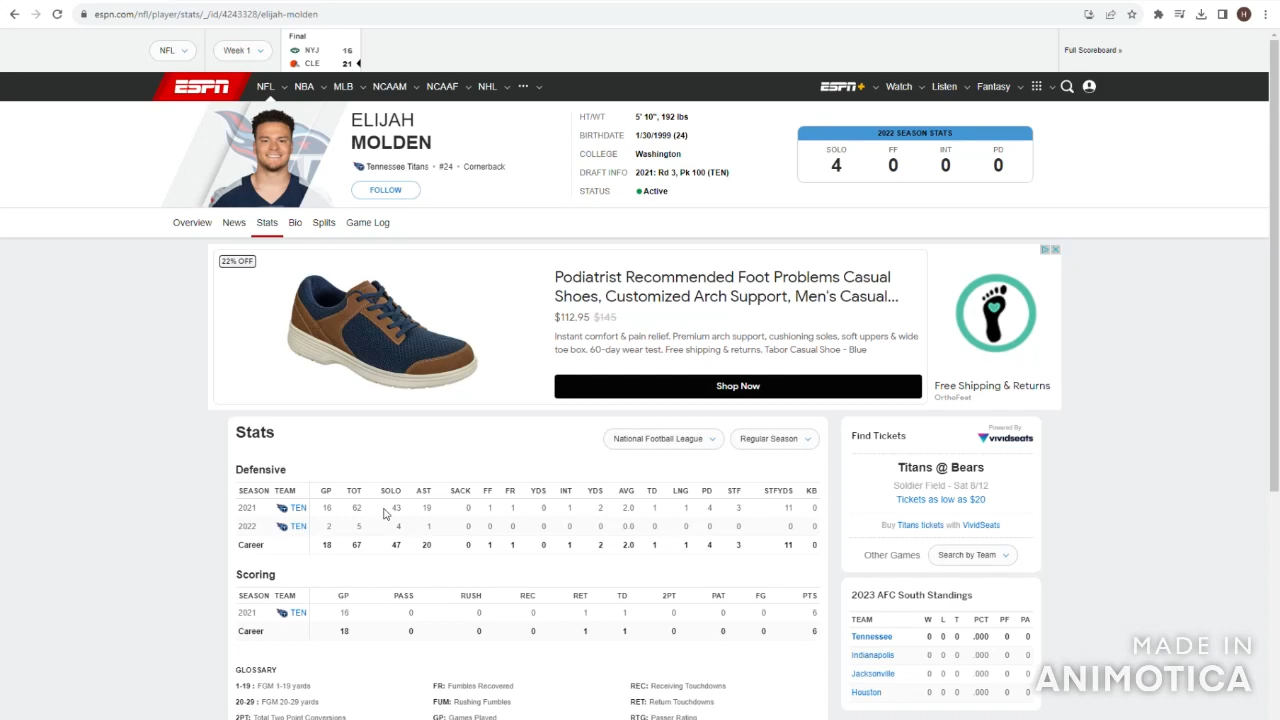 espn.com/nfl/player/stats/_/id/4243328/elijah-molden
H
NFL
Week 1
Final
NYJ 16
CLE 21
Full Scoreboard »
ESPN NFL NBA MLB NCAAM NCAAF NHL ••• ESPN+ Watch Listen Fantasy
ELIJAH
MOLDEN
Tennessee Titans • #24 • Cornerback
FOLLOW
HT/WT 5' 10", 192 lbs
BIRTHDATE 1/30/1999 (24)
COLLEGE Washington
DRAFT INFO 2021: Rd 3, Pk 100 (TEN)
STATUS Active
2022 SEASON STATS
SOLO FF INT PD
4 0 0 0
Overview News Stats Bio Splits Game Log
22% OFF
Podiatrist Recommended Foot Problems Casual
Shoes, Customized Arch Support, Men's Casual...
$112.95 $145
Instant comfort & pain relief. Premium arch support, cushioning soles, soft uppers & wide
toe box. 60-day wear test. Free shipping & returns. Tabor Casual Shoe - Blue
Shop Now
Free Shipping & Returns
OrthoFeet
Stats
National Football League
Regular Season
Defensive
SEASON TEAM GP TOT SOLO AST SACK FF FR YDS INT YDS AVG TD LNG PD STF STFYDS KB
2021 TEN 16 62 43 19 0 1 1 0 1 2 2.0 1 1 4 3 11 0
2022 TEN 2 5 4 1 0 0 0 0 0 0 0.0 0 0 0 0 0 0
Career 18 67 47 20 0 1 1 0 1 2 2.0 1 1 4 3 11 0
Scoring
SEASON TEAM GP PASS RUSH REC RET TD 2PT PAT FG PTS
2021 TEN 16 0 0 0 1 1 0 0 0 6
Career 18 0 0 0 1 1 0 0 0 6
GLOSSARY
1-19 : FGM 1-19 yards
20-29 : FGM 20-29 yards
2PT: Total Two Point Conversions
FR: Fumbles Recovered
FUM: Rushing Fumbles
GP: Games Played
REC: Receiving Touchdowns
RET: Return Touchdowns
RTG: Passer Rating
Find Tickets
Powered By
vividseats
Titans @ Bears
Soldier Field - Sat 8/12
Tickets as low as $20
Buy Titans tickets with VividSeats
Other Games Search by Team
2023 AFC South Standings
TEAM W L T PCT PF PA
Tennessee 0 0 0 .000 0 0
Indianapolis 0 0 0 .000 0 0
Jacksonville 0 0 0 .000 0 0
Houston 0 0 0 .000 0 0
MADE IN
ANIMOTICA